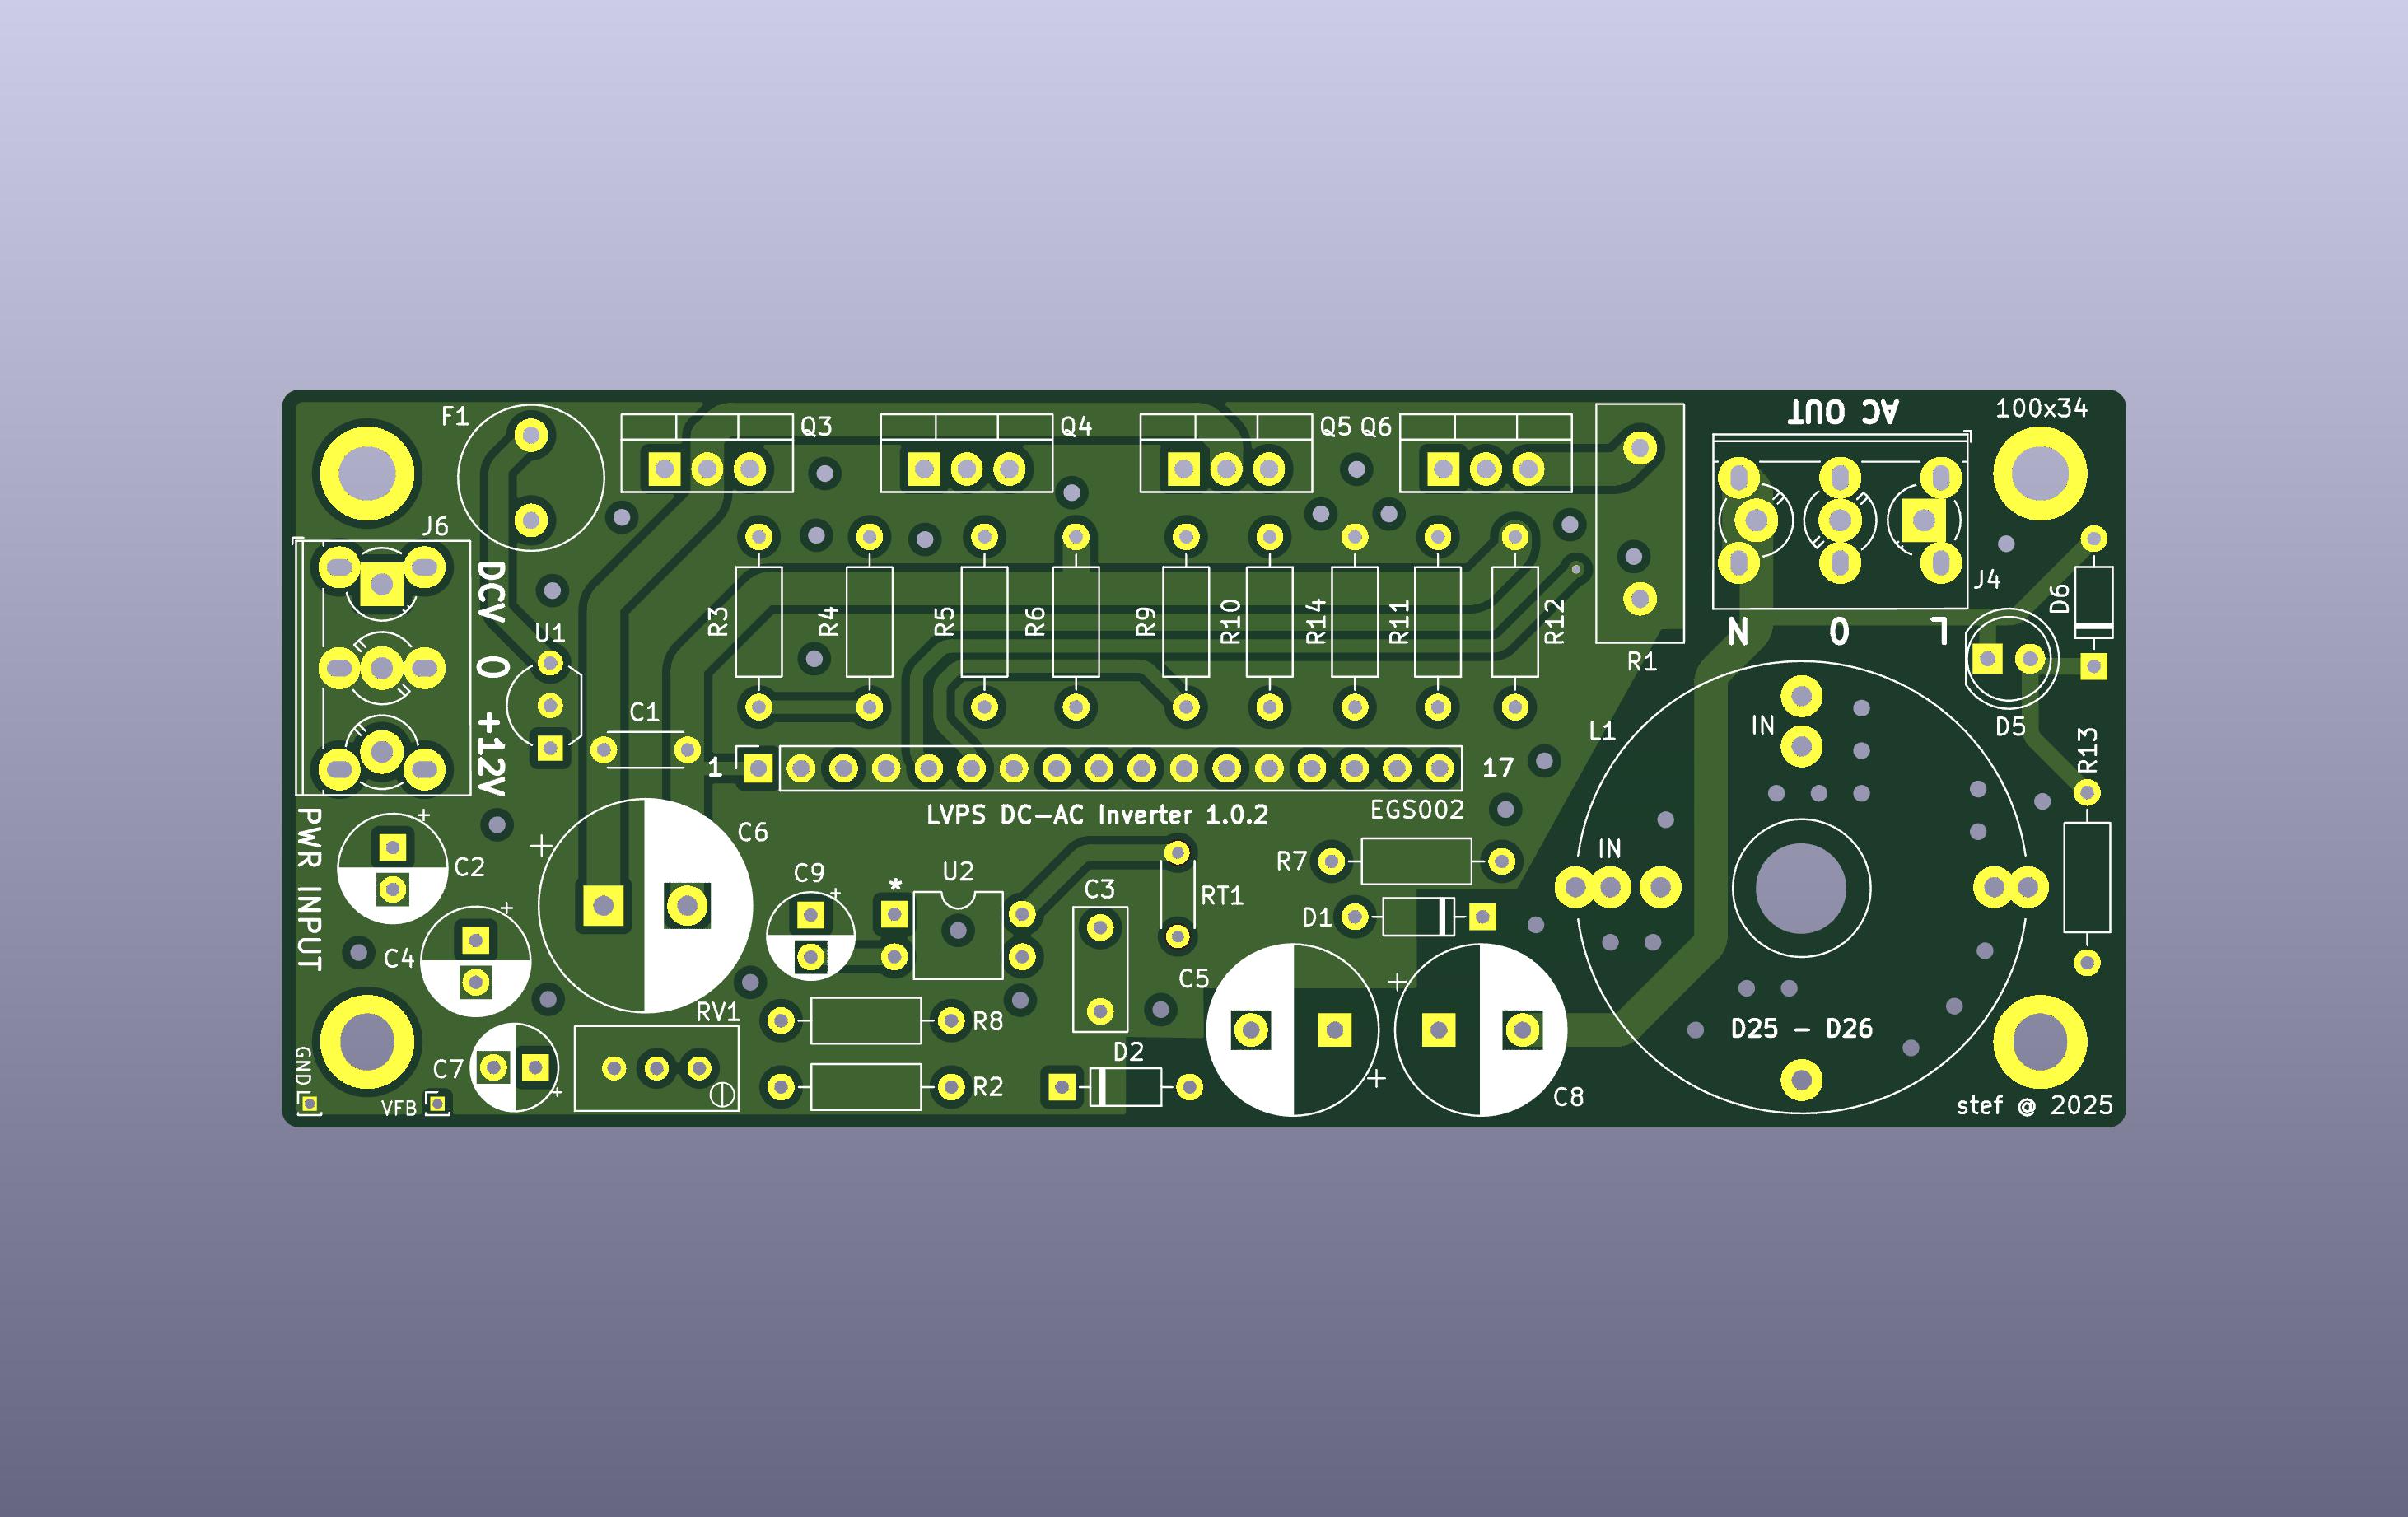 F1
Q3
Q4
Q5
Q6
AC OUT
100x34
J6
DCV 0 +12V
U1
R3
R4
R5
R6
R9
R10
R14
R11
R12
R1
N 0 L
J4
D6
D5
C1
1
17
L1
IN
R13
LVPS DC-AC Inverter 1.0.2
EGS002
PWR INPUT
C2
C6
C4
C9
*
U2
C3
RT1
R7
D1
IN
C5
RV1
R8
D25 - D26
C7
GND
VFB
R2
D2
C8
stef @ 2025